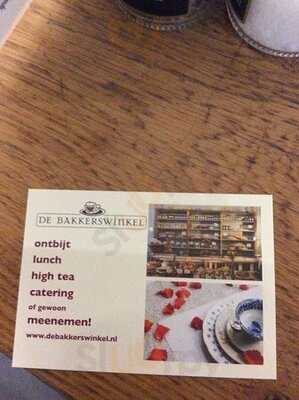 DE BAKKERSWINKEL
ontbijt
lunch
high tea
catering
of gewoon
meenemen!
www.debakkerswinkel.nl